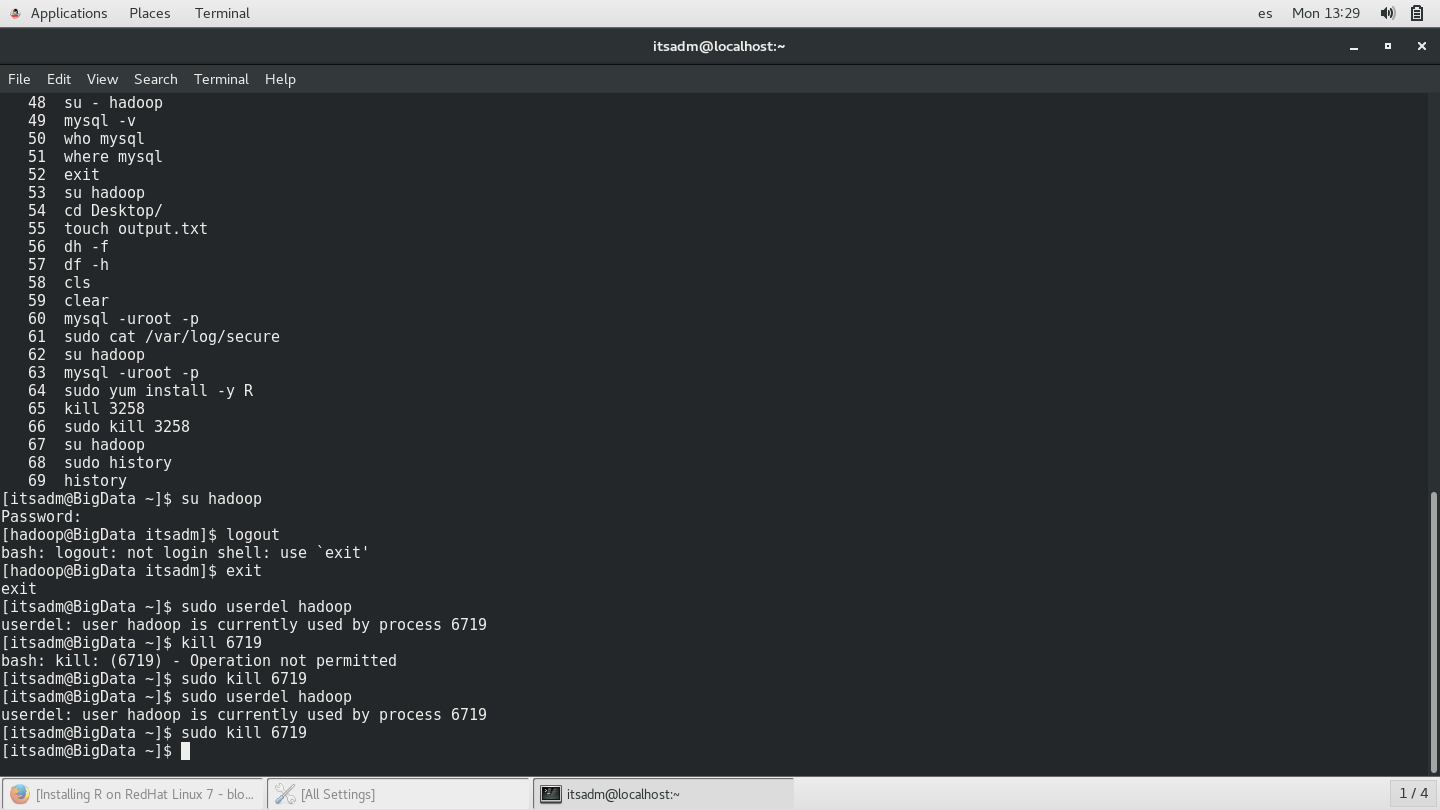 Applications Places Terminal es Mon 13:29
itsadm@localhost:~
File Edit View Search Terminal Help
48 su - hadoop
49 mysql -v
50 who mysql
51 where mysql
52 exit
53 su hadoop
54 cd Desktop/
55 touch output.txt
56 dh -f
57 df -h
58 cls
59 clear
60 mysql -uroot -p
61 sudo cat /var/log/secure
62 su hadoop
63 mysql -uroot -p
64 sudo yum install -y R
65 kill 3258
66 sudo kill 3258
67 su hadoop
68 sudo history
69 history
[itsadm@BigData ~]$ su hadoop
Password:
[hadoop@BigData itsadm]$ logout
bash: logout: not login shell: use `exit'
[hadoop@BigData itsadm]$ exit
exit
[itsadm@BigData ~]$ sudo userdel hadoop
userdel: user hadoop is currently used by process 6719
[itsadm@BigData ~]$ kill 6719
bash: kill: (6719) - Operation not permitted
[itsadm@BigData ~]$ sudo kill 6719
[itsadm@BigData ~]$ sudo userdel hadoop
userdel: user hadoop is currently used by process 6719
[itsadm@BigData ~]$ sudo kill 6719
[itsadm@BigData ~]$
[Installing R on RedHat Linux 7 - blo... [All Settings] itsadm@localhost:~ 1 / 4